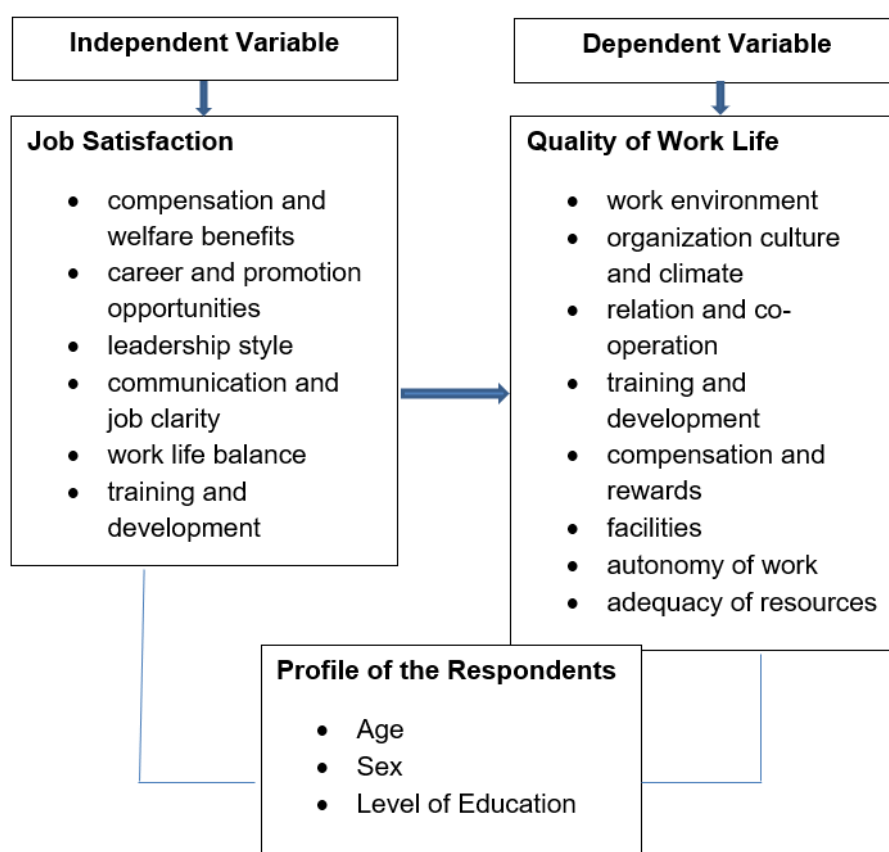 Independent Variable
Dependent Variable
Job Satisfaction
• compensation and
welfare benefits
• career and promotion
opportunities
• leadership style
• communication and
job clarity
• work life balance
• training and
development
Quality of Work Life
• work environment
• organization culture
and climate
• relation and co-
operation
• training and
development
• compensation and
rewards
• facilities
• autonomy of work
• adequacy of resources
Profile of the Respondents
• Age
• Sex
• Level of Education